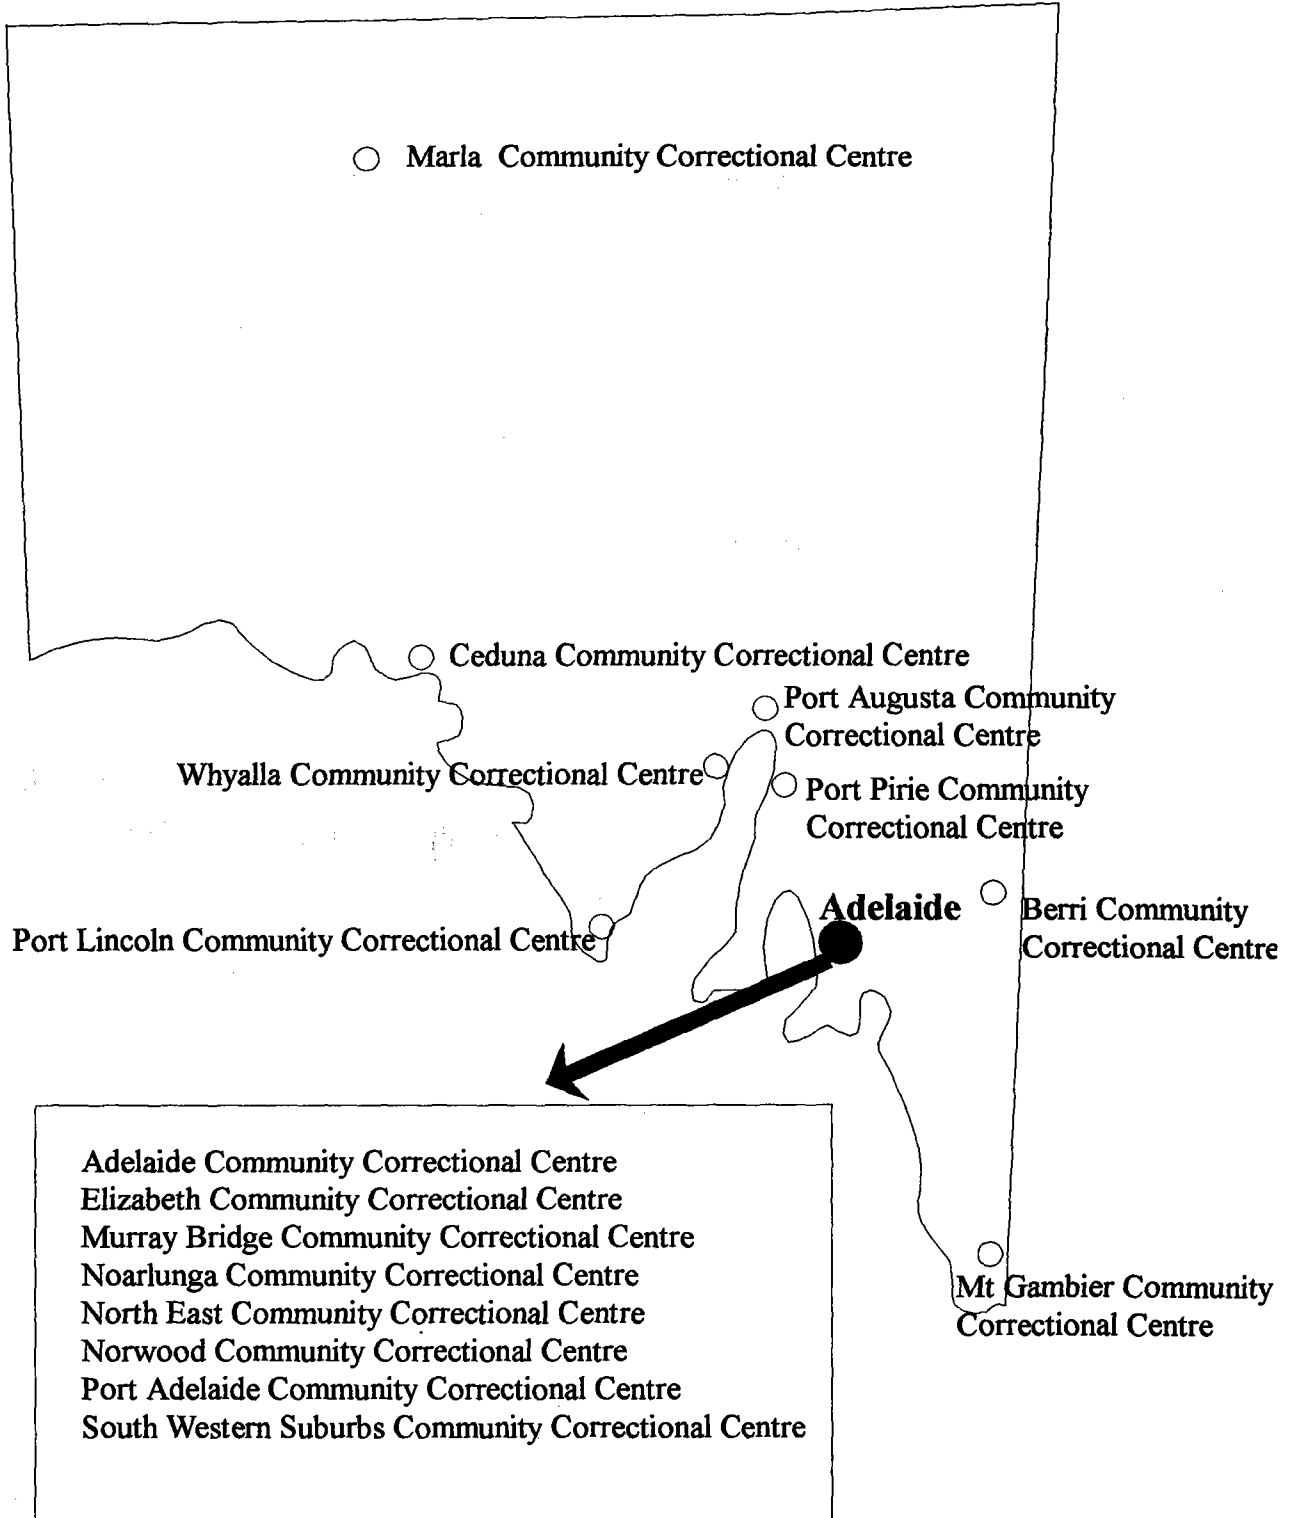 Marla Community Correctional Centre
Ceduna Community Correctional Centre
Port Augusta Community
Correctional Centre
Whyalla Community Correctional Centre
Port Pirie Community
Correctional Centre
Adelaide
Berri Community
Correctional Centre
Port Lincoln Community Correctional Centre
Adelaide Community Correctional Centre
Elizabeth Community Correctional Centre
Murray Bridge Community Correctional Centre
Noarlunga Community Correctional Centre
North East Community Correctional Centre
Norwood Community Correctional Centre
Port Adelaide Community Correctional Centre
South Western Suburbs Community Correctional Centre
Mt Gambier Community
Correctional Centre